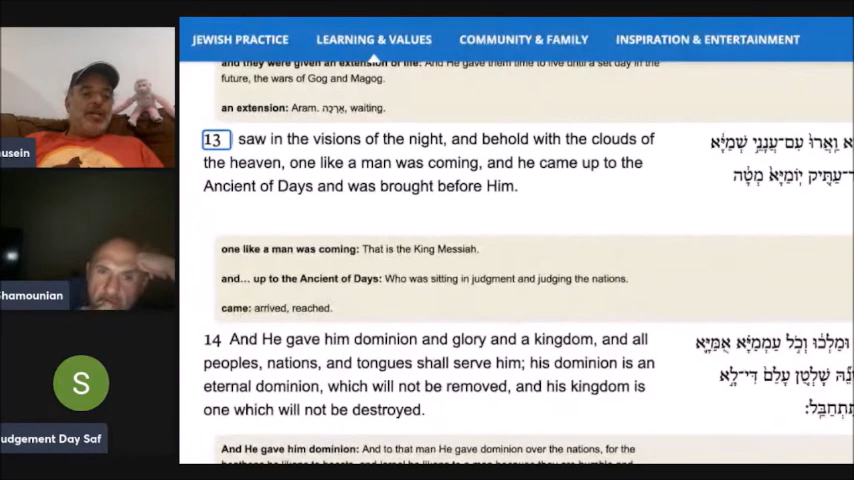 JEWISH PRACTICE LEARNING & VALUES COMMUNITY & FAMILY INSPIRATION & ENTERTAINMENT
and they were given an extension of life: And He gave them time to live until a set day in the
future, the wars of Gog and Magog.
an extension: Aram. אַרְכָּה, waiting.
13 saw in the visions of the night, and behold with the clouds of
the heaven, one like a man was coming, and he came up to the
Ancient of Days and was brought before Him.
וַאֲרוּ עִם־עֲנָנֵי שְׁמַיָּא
עַתִּיק יֽוֹמַיָּא מְטָה
one like a man was coming: That is the King Messiah.
and… up to the Ancient of Days: Who was sitting in judgment and judging the nations.
came: arrived, reached.
14 And He gave him dominion and glory and a kingdom, and all
peoples, nations, and tongues shall serve him; his dominion is an
eternal dominion, which will not be removed, and his kingdom is
one which will not be destroyed.
וּמַלְכוּ וְכֹל עַמְמַיָּא אֻמַּיָּא
שָׁלְטָן עָלַם דִּי־לָא
And He gave him dominion: And to that man He gave dominion over the nations, for the
usein
Shamounian
S
udgement Day Saf